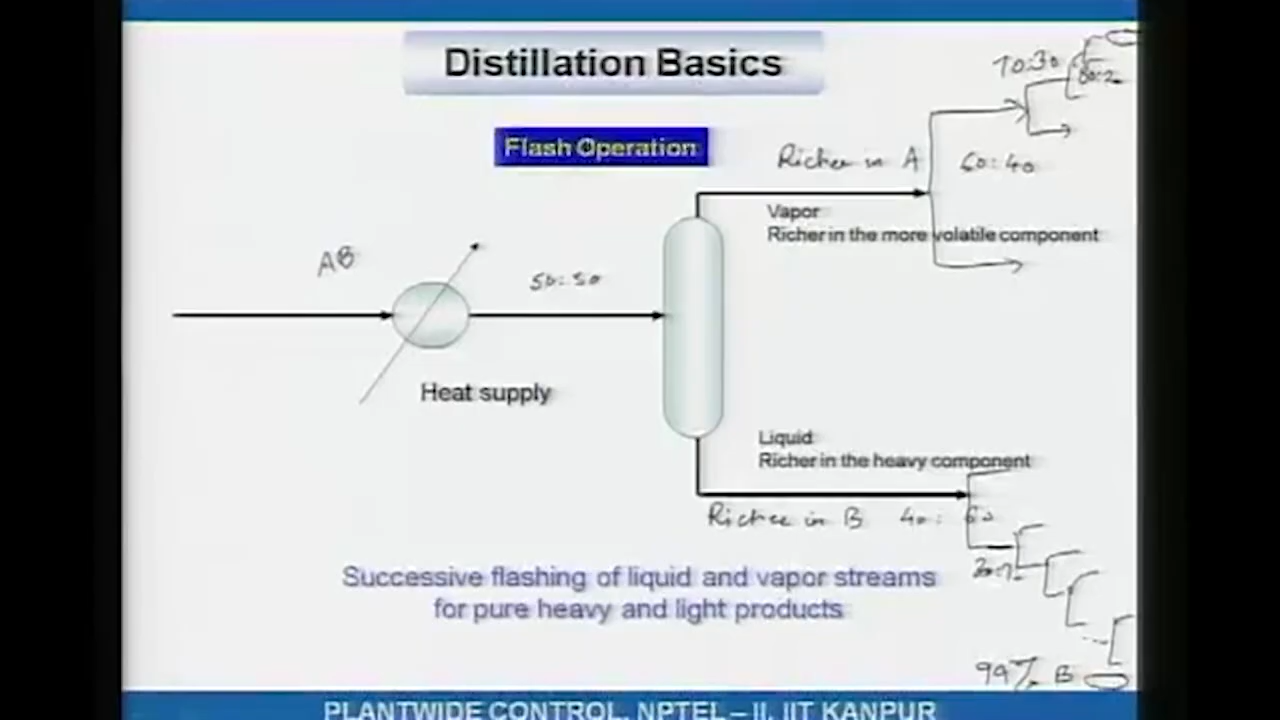 Distillation Basics
70:30
Flash Operation
Richer in A
60:40
Vapor
Richer in the more volatile component
AB
50:50
Heat supply
Liquid
Richer in the heavy component
Richer in B 40: 60
Successive flashing of liquid and vapor streams
for pure heavy and light products
99% B
PLANTWIDE CONTROL, NPTEL – II, IIT KANPUR